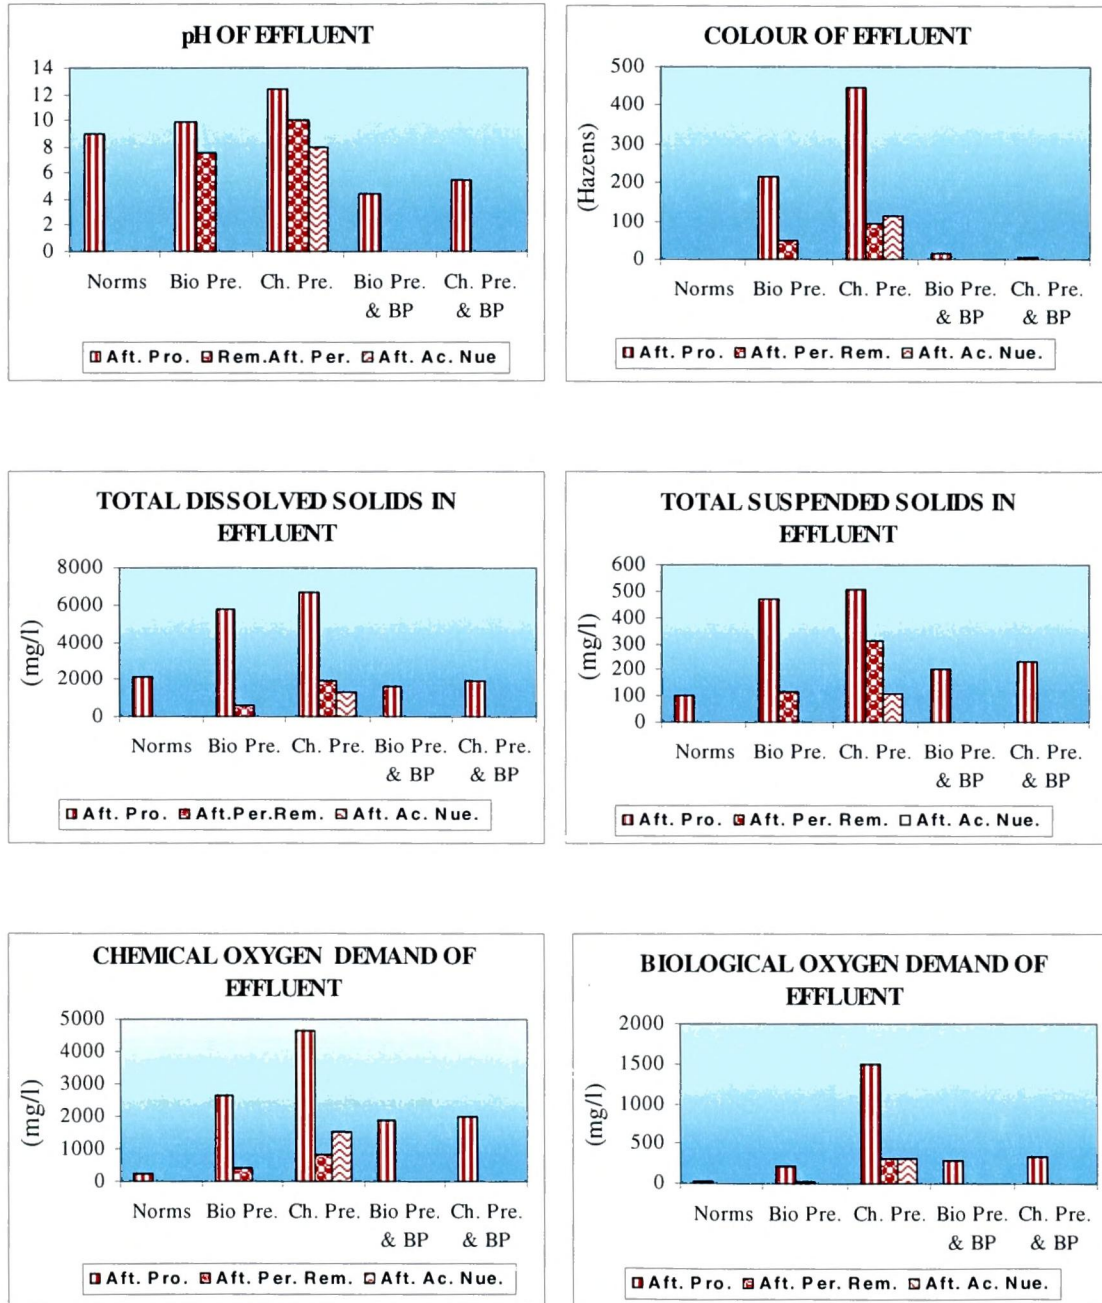 pH OF EFFLUENT
14
12
10
8
6
4
2
0
Norms Bio Pre. Ch. Pre. Bio Pre. Ch. Pre.
& BP & BP
Aft. Pro. Rem.Aft. Per. Aft. Ac. Nue
COLOUR OF EFFLUENT
(Hazens)
500
400
300
200
100
0
Norms Bio Pre. Ch. Pre. Bio Pre. Ch. Pre.
& BP & BP
Aft. Pro. Aft. Per. Rem. Aft. Ac. Nue.
TOTAL DISSOLVED SOLIDS IN
EFFLUENT
(mg/l)
8000
6000
4000
2000
0
Norms Bio Pre. Ch. Pre. Bio Pre. Ch. Pre.
& BP & BP
Aft. Pro. Aft.Per.Rem. Aft. Ac. Nue.
TOTAL SUSPENDED SOLIDS IN
EFFLUENT
(mg/l)
600
500
400
300
200
100
0
Norms Bio Pre. Ch. Pre. Bio Pre. Ch. Pre.
& BP & BP
Aft. Pro. Aft. Per. Rem. Aft. Ac. Nue.
CHEMICAL OXYGEN DEMAND OF
EFFLUENT
(mg/l)
5000
4000
3000
2000
1000
0
Norms Bio Pre. Ch. Pre. Bio Pre. Ch. Pre.
& BP & BP
Aft. Pro. Aft. Per. Rem. Aft. Ac. Nue.
BIOLOGICAL OXYGEN DEMAND OF
EFFLUENT
(mg/l)
2000
1500
1000
500
0
Norms Bio Pre. Ch. Pre. Bio Pre. Ch. Pre.
& BP & BP
Aft. Pro. Aft. Per. Rem. Aft. Ac. Nue.